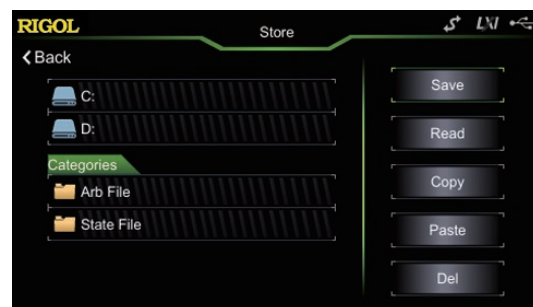 RIGOL
Store
LXI
Back
C:
D:
Categories
Arb File
State File
Save
Read
Copy
Paste
Del